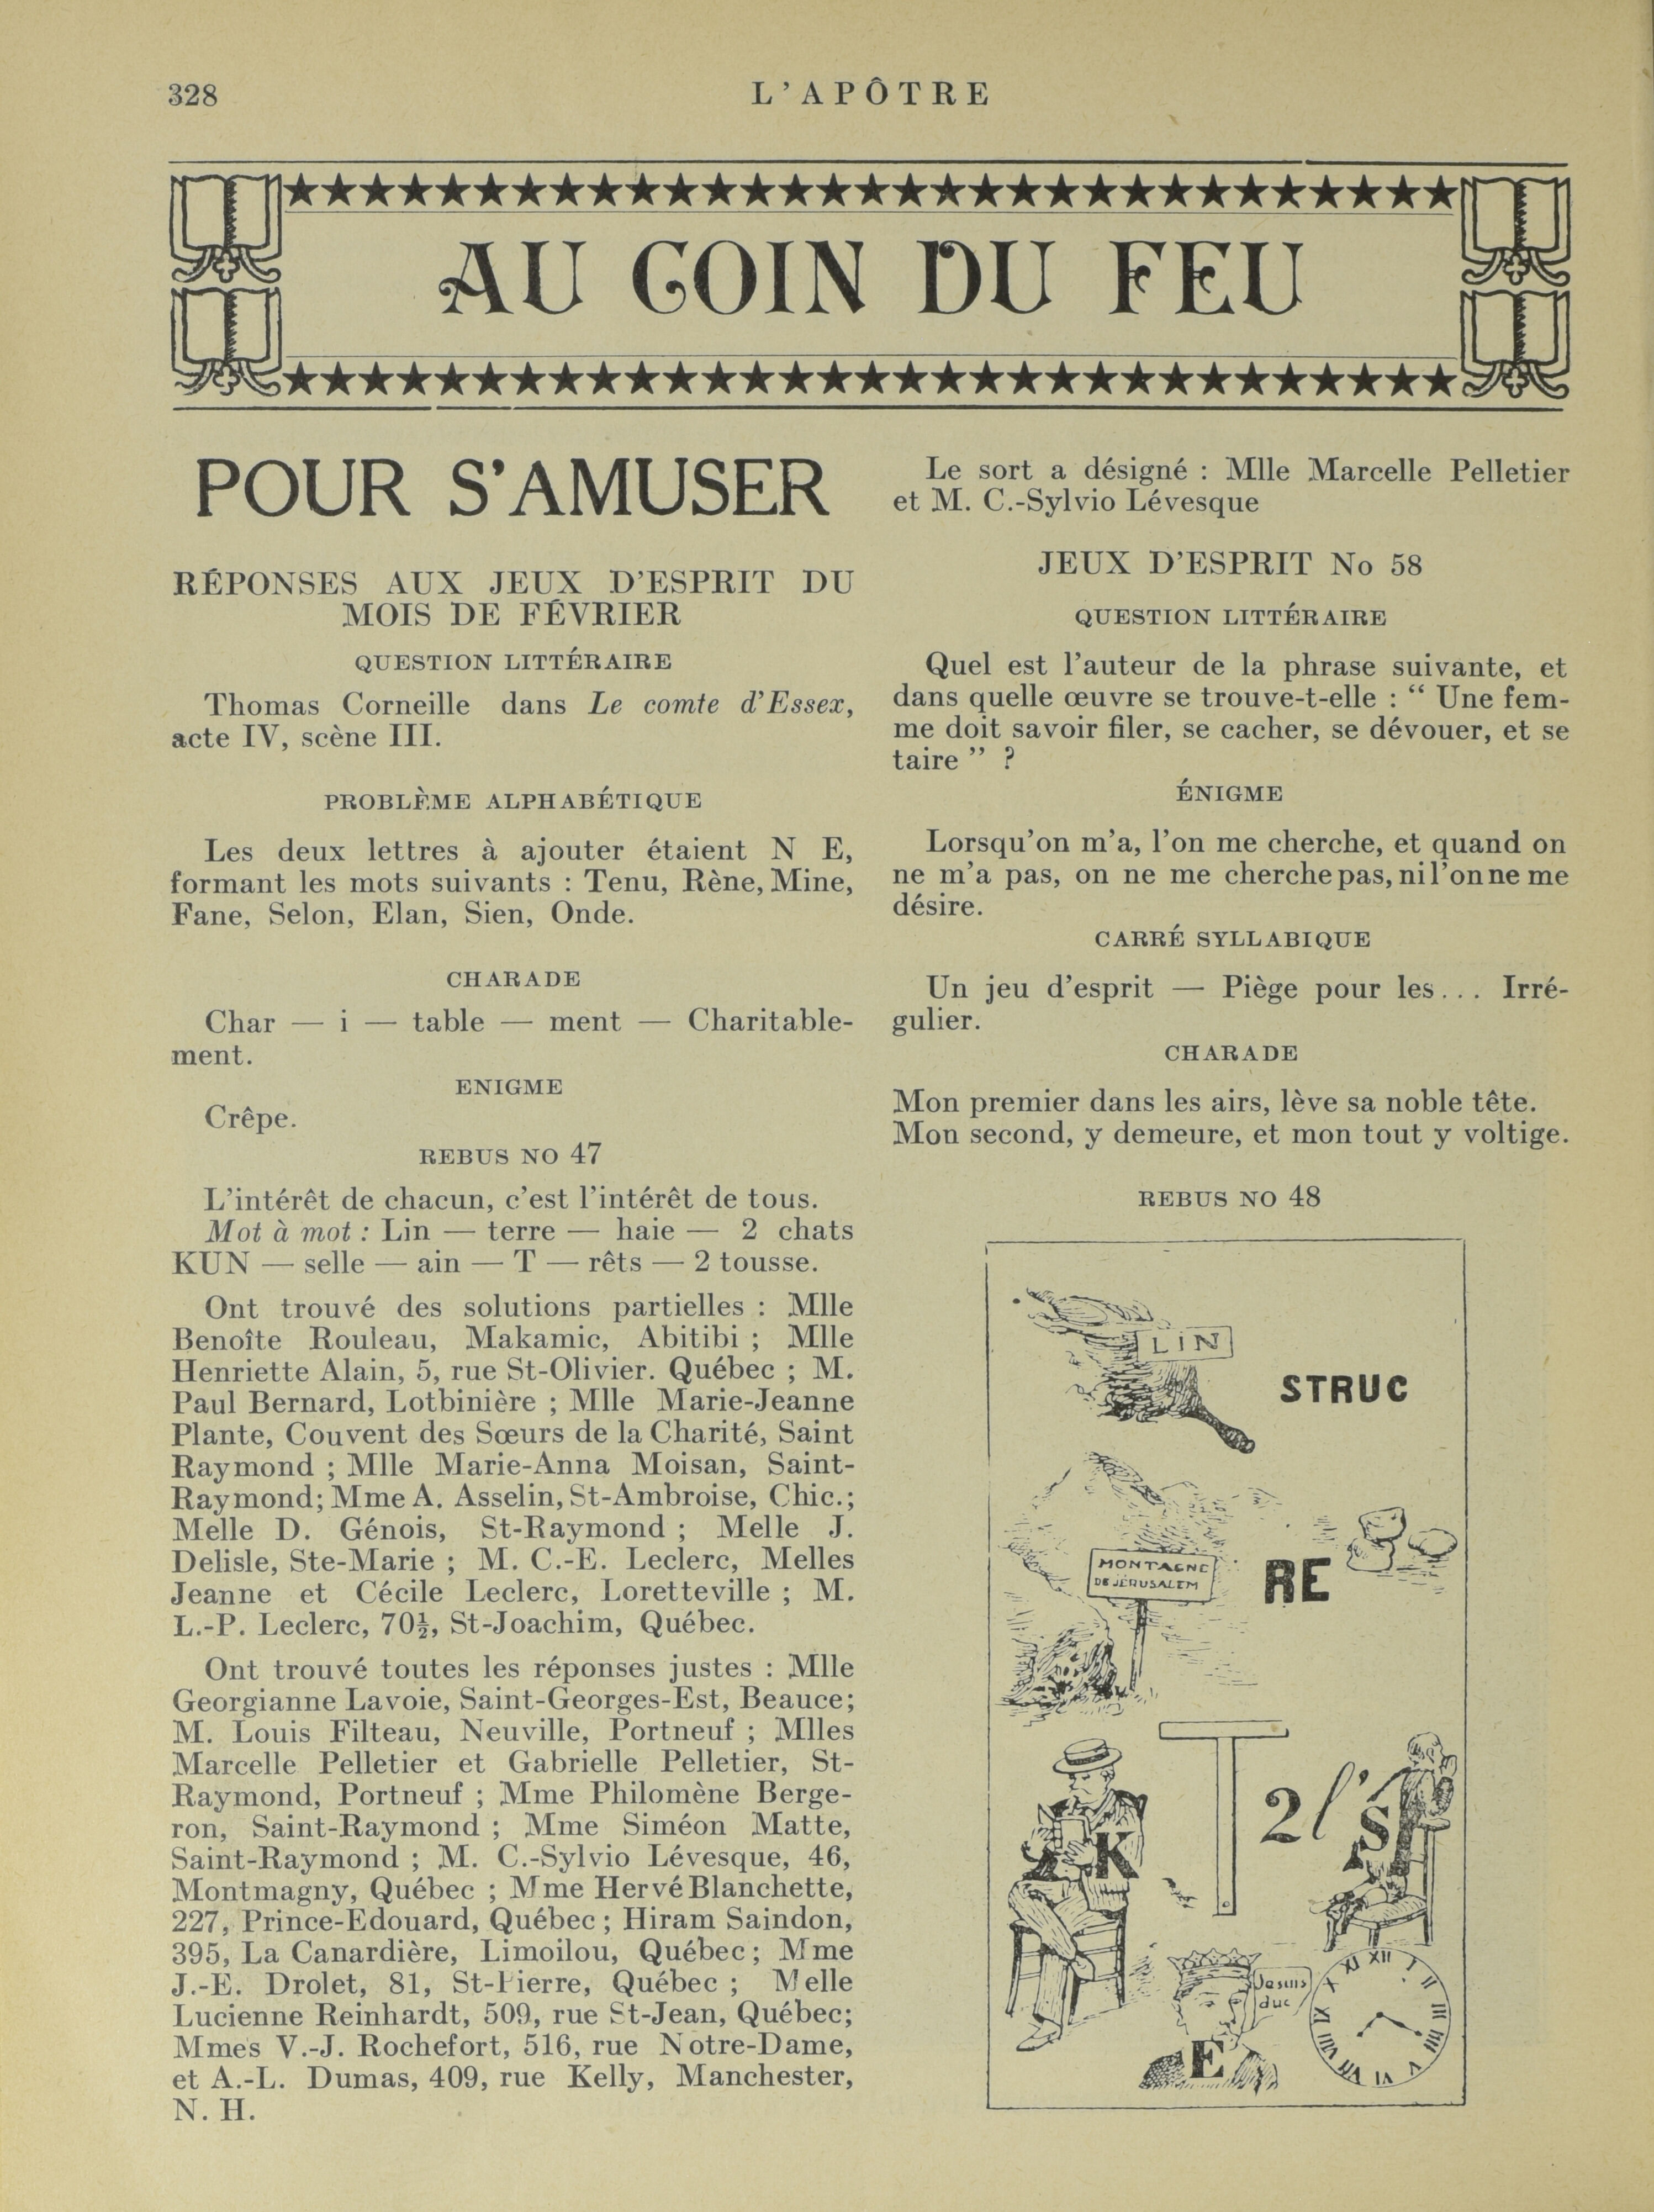 328
L'APÔTRE
AU COIN DU FEU
POUR S'AMUSER
RÉPONSES AUX JEUX D'ESPRIT DU
MOIS DE FÉVRIER
QUESTION LITTÉRAIRE
Thomas Corneille dans Le comte d'Essex,
acte IV, scène III.
PROBLÈME ALPHABÉTIQUE
Les deux lettres à ajouter étaient N E,
formant les mots suivants : Tenu, Rène, Mine,
Fane, Selon, Elan, Sien, Onde.
CHARADE
Char — i — table — ment — Charitable-
ment.
ENIGME
Crêpe.
REBUS NO 47
L'intérêt de chacun, c'est l'intérêt de tous.
Mot à mot : Lin — terre — haie — 2 chats
KUN — selle — ain — T — rêts — 2 tousse.
Ont trouvé des solutions partielles : Mlle
Benoîte Rouleau, Makamic, Abitibi ; Mlle
Henriette Alain, 5, rue St-Olivier. Québec ; M.
Paul Bernard, Lotbinière ; Mlle Marie-Jeanne
Plante, Couvent des Sœurs de la Charité, Saint
Raymond ; Mlle Marie-Anna Moisan, Saint-
Raymond; Mme A. Asselin, St-Ambroise, Chic.;
Melle D. Génois, St-Raymond ; Melle J.
Delisle, Ste-Marie ; M. C.-E. Leclerc, Melles
Jeanne et Cécile Leclerc, Loretteville ; M.
L.-P. Leclerc, 70½, St-Joachim, Québec.
Ont trouvé toutes les réponses justes : Mlle
Georgianne Lavoie, Saint-Georges-Est, Beauce;
M. Louis Filteau, Neuville, Portneuf ; Mlles
Marcelle Pelletier et Gabrielle Pelletier, St-
Raymond, Portneuf ; Mme Philomène Berge-
ron, Saint-Raymond ; Mme Siméon Matte,
Saint-Raymond ; M. C.-Sylvio Lévesque, 46,
Montmagny, Québec ; Mme Hervé Blanchette,
227, Prince-Edouard, Québec ; Hiram Saindon,
395, La Canardière, Limoilou, Québec ; Mme
J.-E. Drolet, 81, St-Pierre, Québec ; Melle
Lucienne Reinhardt, 509, rue St-Jean, Québec;
Mmes V.-J. Rochefort, 516, rue Notre-Dame,
et A.-L. Dumas, 409, rue Kelly, Manchester,
N. H.
Le sort a désigné : Mlle Marcelle Pelletier
et M. C.-Sylvio Lévesque
JEUX D'ESPRIT No 58
QUESTION LITTÉRAIRE
Quel est l'auteur de la phrase suivante, et
dans quelle œuvre se trouve-t-elle : “ Une fem-
me doit savoir filer, se cacher, se dévouer, et se
taire ” ?
ÉNIGME
Lorsqu'on m'a, l'on me cherche, et quand on
ne m'a pas, on ne me cherche pas, ni l'on ne me
désire.
CARRÉ SYLLABIQUE
Un jeu d'esprit — Piège pour les... Irré-
gulier.
CHARADE
Mon premier dans les airs, lève sa noble tête.
Mon second, y demeure, et mon tout y voltige.
REBUS NO 48
LIN
STRUC
MONTAGNE
DE JÉRUSALEM
RE
K
T
2 l'S
Je suis
duc
E
XII I II III IIII V VI VII VIII IX X XI